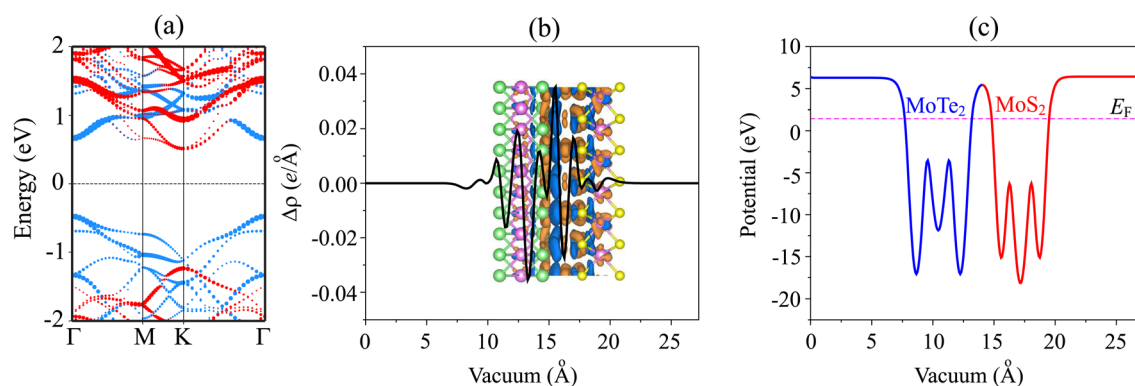 (a)
(b)
(c)
Energy (eV)
2
1
0
-1
-2
Γ
M
K
Γ
Δρ (e/Å)
0.04
0.02
0.00
-0.02
-0.04
0
5
10
15
20
25
Vacuum (Å)
Potential (eV)
10
5
0
-5
-10
-15
-20
MoTe₂
MoS₂
E_F
0
5
10
15
20
25
Vacuum (Å)